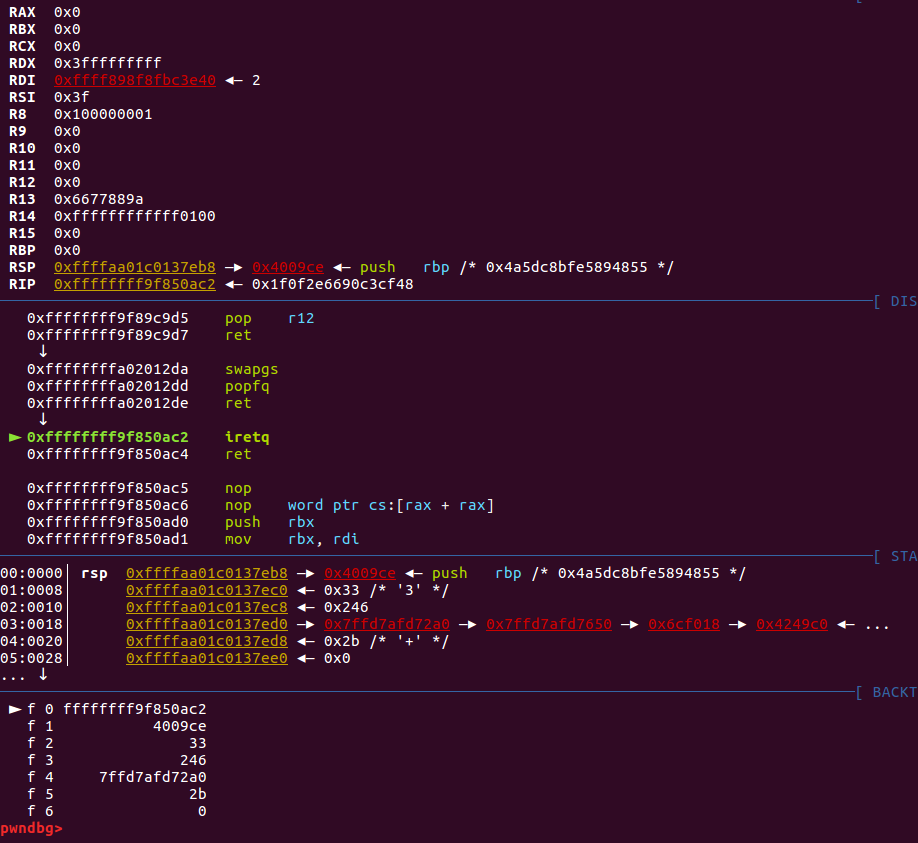 [
RAX 0x0
RBX 0x0
RCX 0x0
RDX 0x3fffffffff
RDI 0xffff898f8fbc3e40 ◂— 2
RSI 0x3f
R8 0x100000001
R9 0x0
R10 0x0
R11 0x0
R12 0x0
R13 0x6677889a
R14 0xffffffffffff0100
R15 0x0
RBP 0x0
RSP 0xffffaa01c0137eb8 —▸ 0x4009ce ◂— push rbp /* 0x4a5dc8bfe5894855 */
RIP 0xffffffff9f850ac2 ◂— 0x1f0f2e6690c3cf48
[ DIS
0xffffffff9f89c9d5 pop r12
0xffffffff9f89c9d7 ret
↓
0xffffffffa02012da swapgs
0xffffffffa02012dd popfq
0xffffffffa02012de ret
↓
► 0xffffffff9f850ac2 iretq
0xffffffff9f850ac4 ret
0xffffffff9f850ac5 nop
0xffffffff9f850ac6 nop word ptr cs:[rax + rax]
0xffffffff9f850ad0 push rbx
0xffffffff9f850ad1 mov rbx, rdi
[ STA
00:0000│ rsp 0xffffaa01c0137eb8 —▸ 0x4009ce ◂— push rbp /* 0x4a5dc8bfe5894855 */
01:0008│ 0xffffaa01c0137ec0 ◂— 0x33 /* '3' */
02:0010│ 0xffffaa01c0137ec8 ◂— 0x246
03:0018│ 0xffffaa01c0137ed0 —▸ 0x7ffd7afd72a0 —▸ 0x7ffd7afd7650 —▸ 0x6cf018 —▸ 0x4249c0 ◂— ...
04:0020│ 0xffffaa01c0137ed8 ◂— 0x2b /* '+' */
05:0028│ 0xffffaa01c0137ee0 ◂— 0x0
... ↓
[ BACKT
► f 0 ffffffff9f850ac2
f 1 4009ce
f 2 33
f 3 246
f 4 7ffd7afd72a0
f 5 2b
f 6 0
pwndbg>